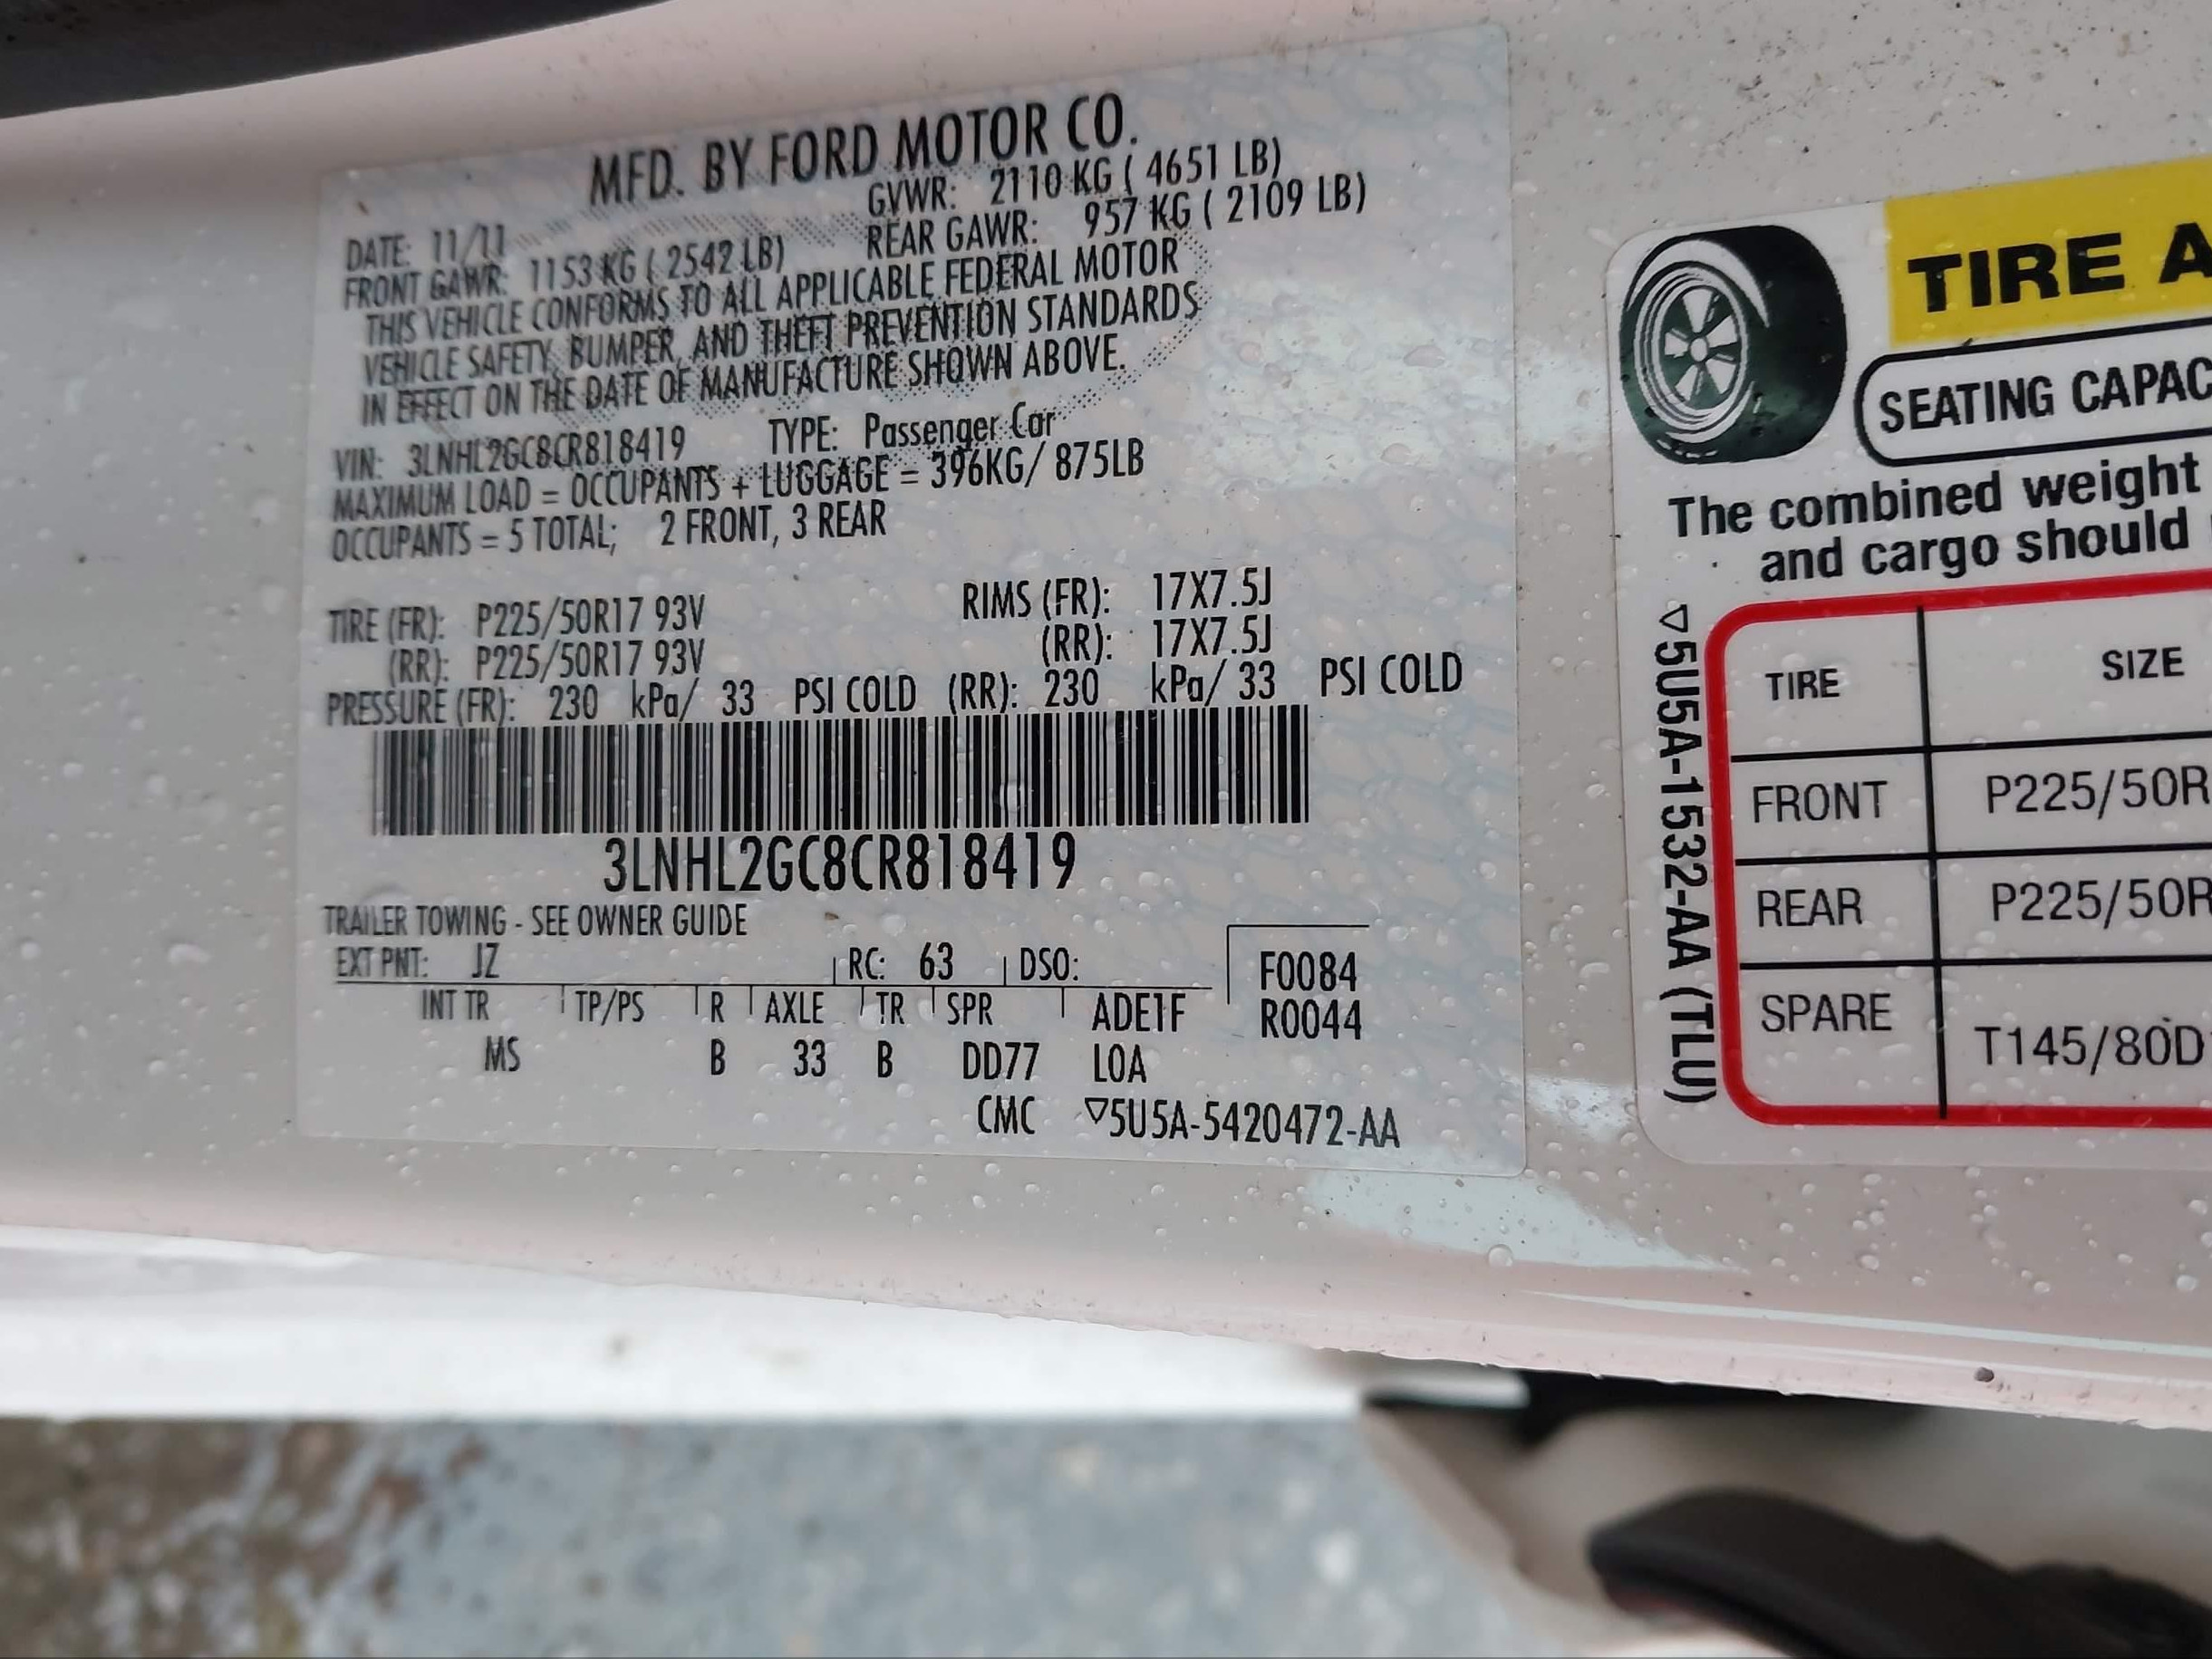 MFD. BY FORD MOTOR CO.
DATE: 11/11 GVWR: 2110 KG ( 4651 LB)
FRONT GAWR: 1153 KG ( 2542 LB) REAR GAWR: 957 KG ( 2109 LB)
THIS VEHICLE CONFORMS TO ALL APPLICABLE FEDERAL MOTOR
VEHICLE SAFETY, BUMPER, AND THEFT PREVENTION STANDARDS
IN EFFECT ON THE DATE OF MANUFACTURE SHOWN ABOVE.
VIN: 3LNHL2GC8CR818419 TYPE: Passenger Car
MAXIMUM LOAD = OCCUPANTS + LUGGAGE = 396KG/ 875LB
OCCUPANTS = 5 TOTAL; 2 FRONT, 3 REAR
TIRE (FR): P225/50R17 93V RIMS (FR): 17X7.5J
(RR): P225/50R17 93V (RR): 17X7.5J
PRESSURE (FR): 230 kPa/ 33 PSI COLD (RR): 230 kPa/ 33 PSI COLD
3LNHL2GC8CR818419
TRAILER TOWING - SEE OWNER GUIDE
EXT PNT: JZ RC: 63 DSO: F0084
INT TR TP/PS R AXLE TR SPR ADE1F R0044
MS B 33 B DD77 LOA
CMC ▽5U5A-5420472-AA
TIRE A
SEATING CAPAC
The combined weight
and cargo should
▽5U5A-1532-AA (TLU)
TIRE SIZE
FRONT P225/50R
REAR P225/50R
SPARE T145/80D